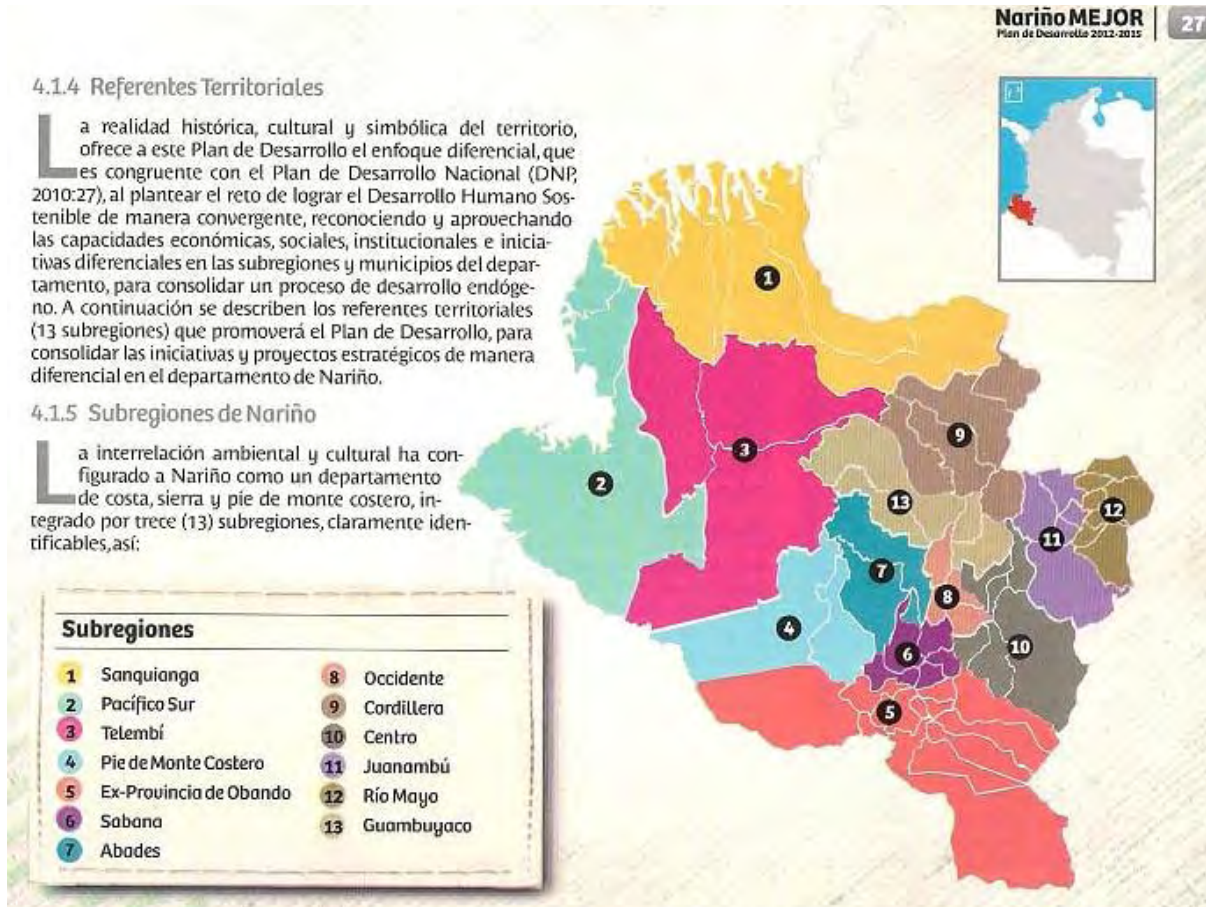 Nariño MEJOR
Plan de Desarrollo 2012-2015
27
4.1.4 Referentes Territoriales
La realidad histórica, cultural y simbólica del territorio,
ofrece a este Plan de Desarrollo el enfoque diferencial, que
es congruente con el Plan de Desarrollo Nacional (DNP,
2010:27), al plantear el reto de lograr el Desarrollo Humano Sos-
tenible de manera convergente, reconociendo y aprovechando
las capacidades económicas, sociales, institucionales e inicia-
tivas diferenciales en las subregiones y municipios del depar-
tamento, para consolidar un proceso de desarrollo endóge-
no. A continuación se describen los referentes territoriales
(13 subregiones) que promoverá el Plan de Desarrollo, para
consolidar las iniciativas y proyectos estratégicos de manera
diferencial en el departamento de Nariño.
4.1.5 Subregiones de Nariño
La interrelación ambiental y cultural ha con-
figurado a Nariño como un departamento
de costa, sierra y pie de monte costero, in-
tegrado por trece (13) subregiones, claramente iden-
tificables, así:
Subregiones
1 Sanquianga
2 Pacífico Sur
3 Telembí
4 Pie de Monte Costero
5 Ex-Provincia de Obando
6 Sabana
7 Abades
8 Occidente
9 Cordillera
10 Centro
11 Juanambú
12 Río Mayo
13 Guambuyaco
1
2
3
9
13
12
11
7
8
4
6
10
5